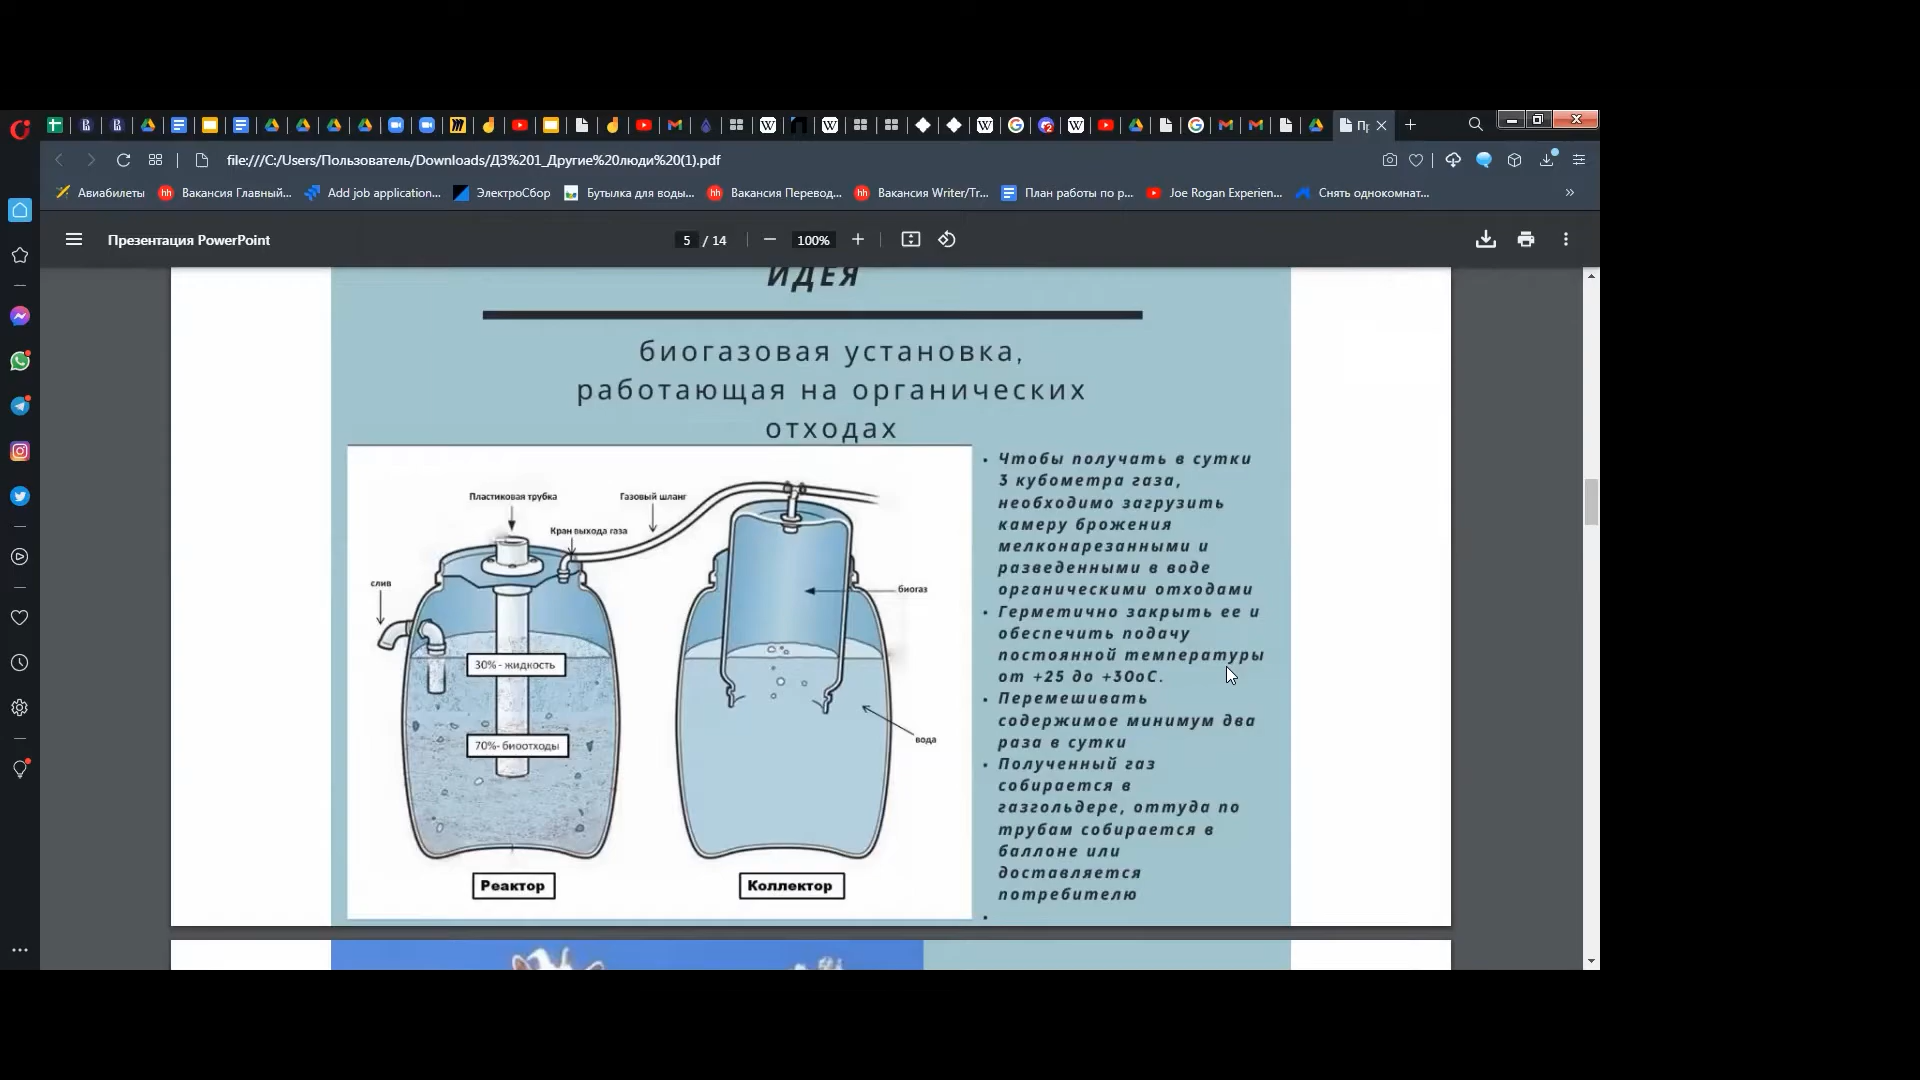 file:///C:/Users/Пользователь/Downloads/ДЗ%201_Другие%20люди%20(1).pdf
Авиабилеты
Вакансия Главный...
Add job application...
ЭлектроСбор
Бутылка для воды...
Вакансия Перевод...
Вакансия Writer/Tr...
План работы по р...
Joe Rogan Experien...
Снять однокомнат...
Презентация PowerPoint
5 / 14
100%
ИДЕЯ
биогазовая установка,
работающая на органических
отходах
Пластиковая трубка
Газовый шланг
Кран выхода газа
слив
биогаз
30%- жидкость
70%- биоотходы
вода
Реактор
Коллектор
Чтобы получать в сутки
3 кубометра газа,
необходимо загрузить
камеру брожения
мелконарезанными и
разведенными в воде
органическими отходами
Герметично закрыть ее и
обеспечить подачу
постоянной температуры
от +25 до +30оС.
Перемешивать
содержимое минимум два
раза в сутки
Полученный газ
собирается в
газгольдере, оттуда по
трубам собирается в
баллоне или
доставляется
потребителю